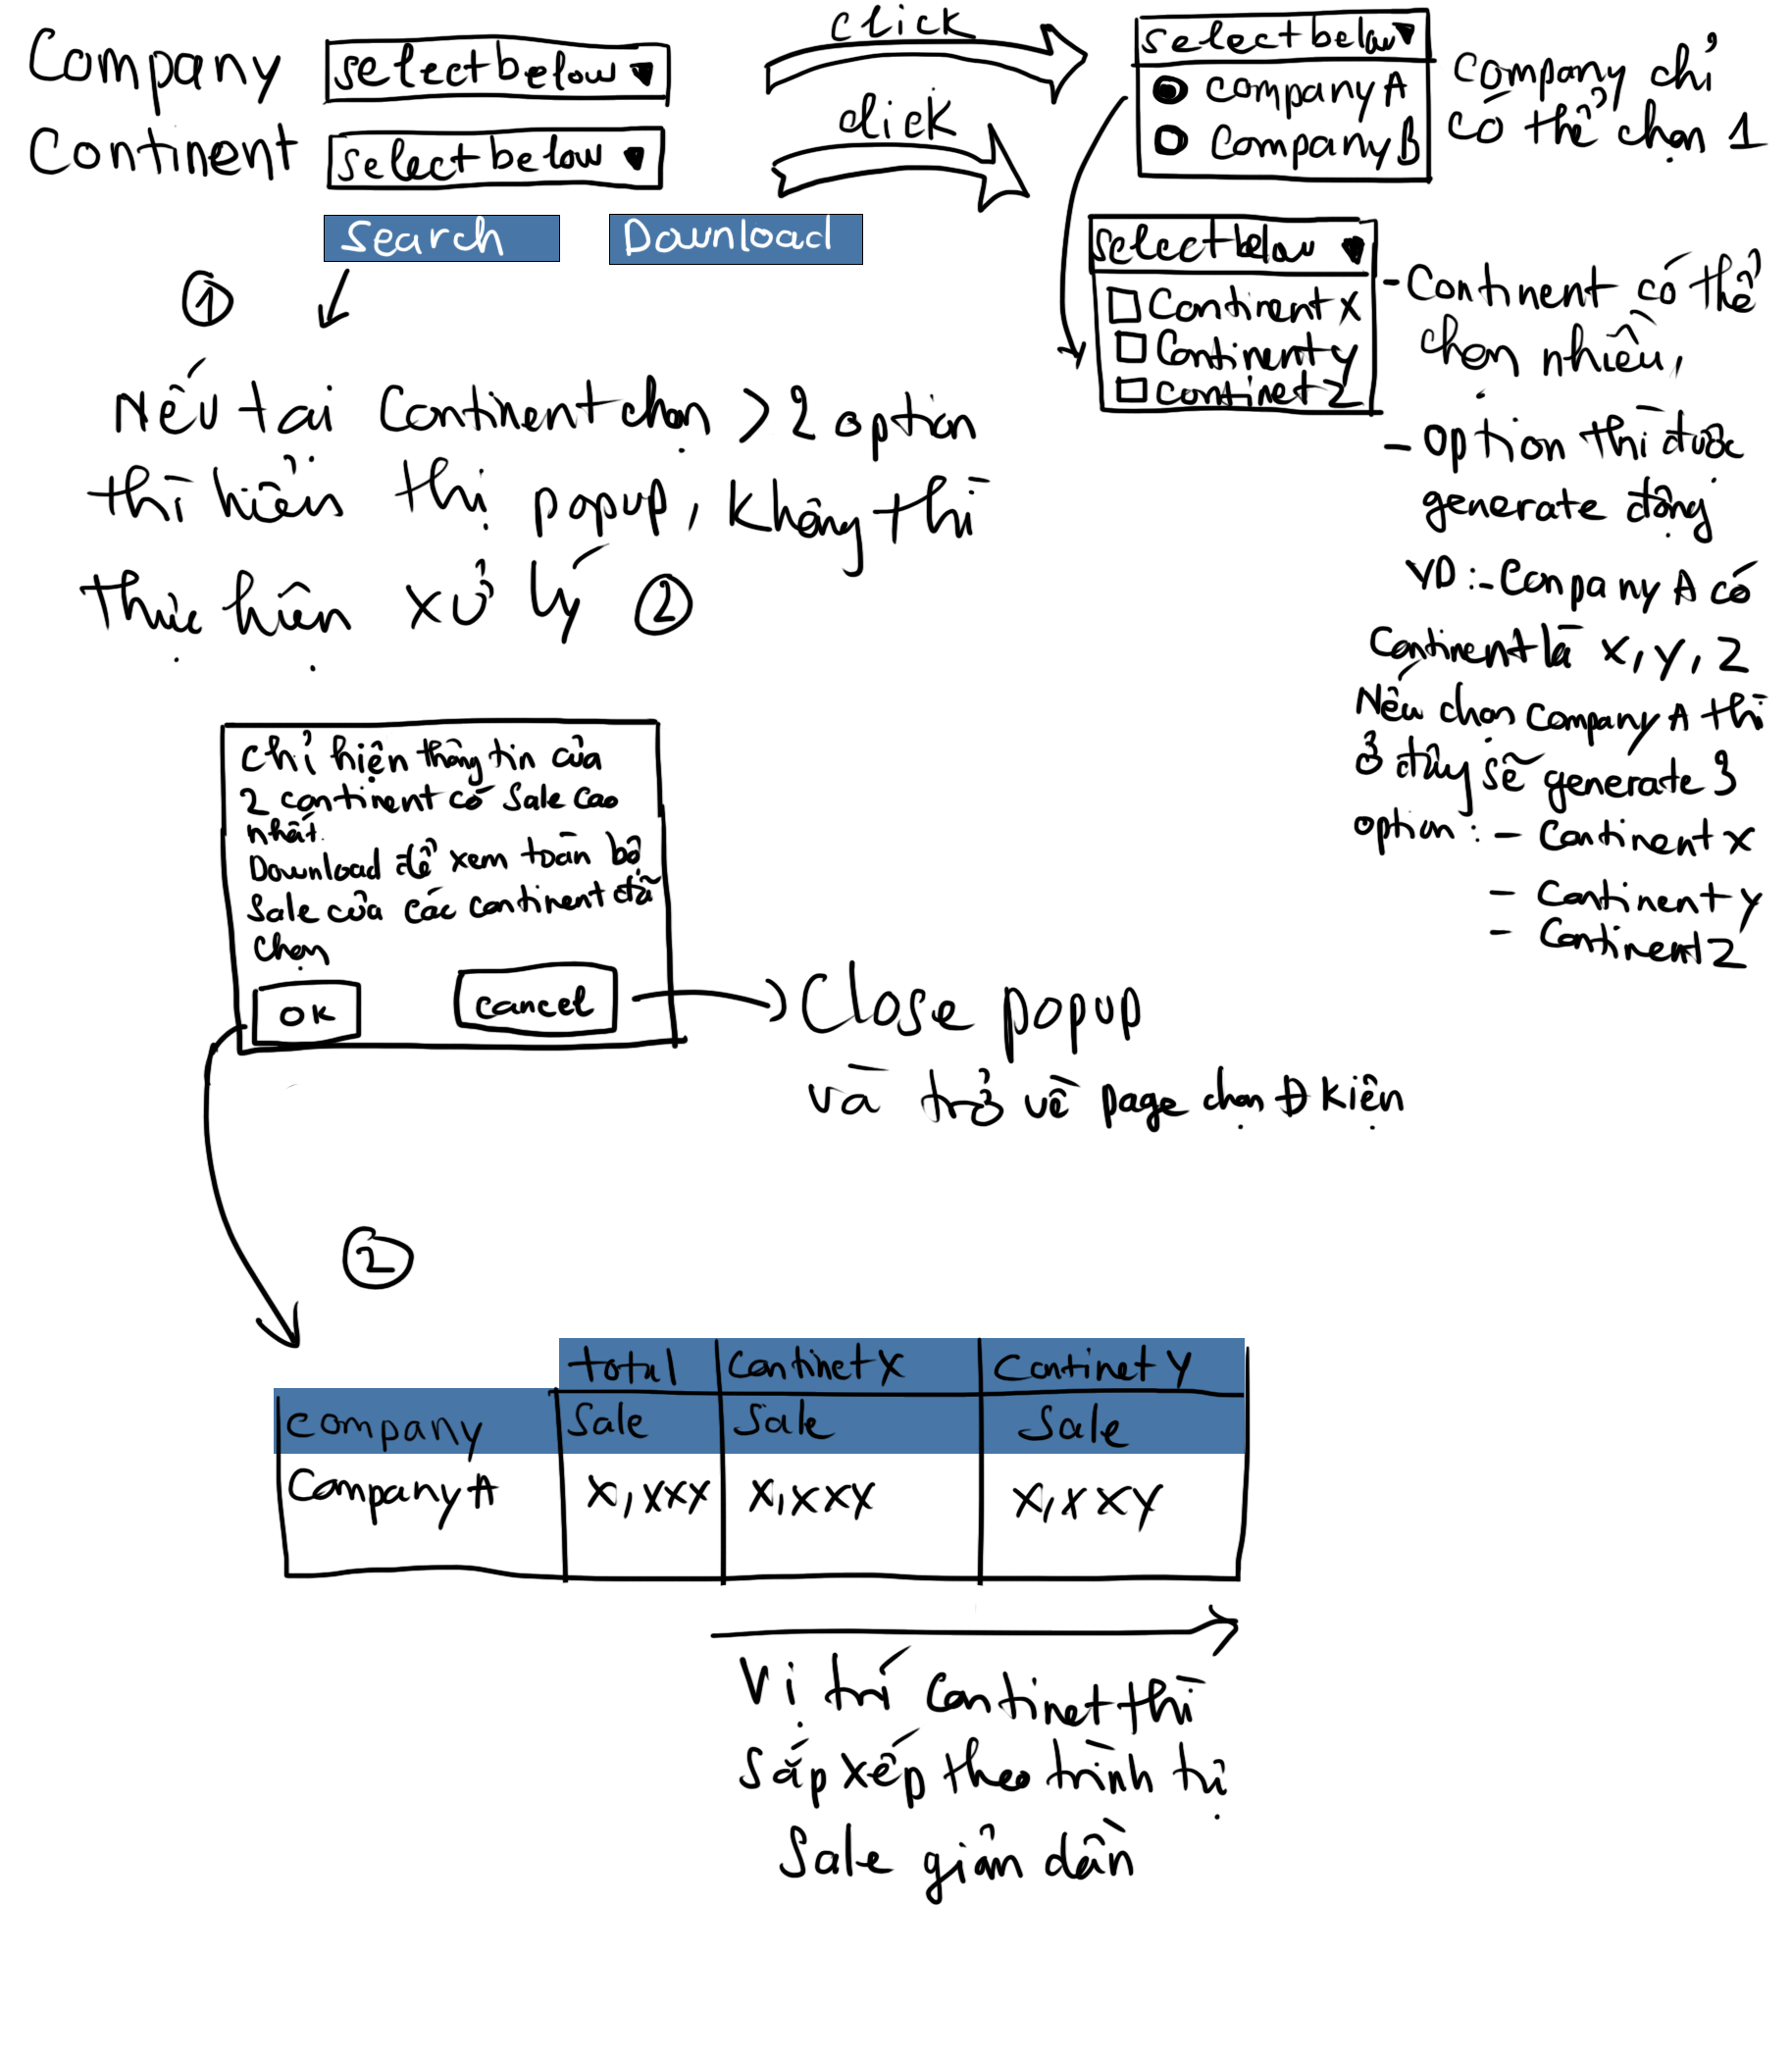 Company
select below
click
select below
company A
Company B
Company chỉ
có thể chọn 1
Continent
select below
click
Search
Download
select below
Continent X
Continent y
continet Z
- Continent có thể
chọn nhiều,
- option thì được
generate động
VD: - Conpany A có
Continent là X, Y, Z
Nếu chọn Company A thì
ở đây sẽ generate 3
option: - Continent X
- Continent y
- Continent Z
1
Nếu tại Continent chọn > 2 option
thì hiển thị popup, không thì
thực hiện xử lý 2
chỉ hiện thông tin của
2 continent có Sale cao
nhất.
Download để xem toàn bộ
Sale của các continent đã
chọn
OK
cancel
Close popup
và trở về page chọn Đ kiện
2
total
Continet X
Continet Y
Company
Sale
Sale
Sale
Company A
X,XXX
X,XXX
X,XXY
Vị trí Continet thì
Sắp xếp theo trình tự
Sale giảm dần